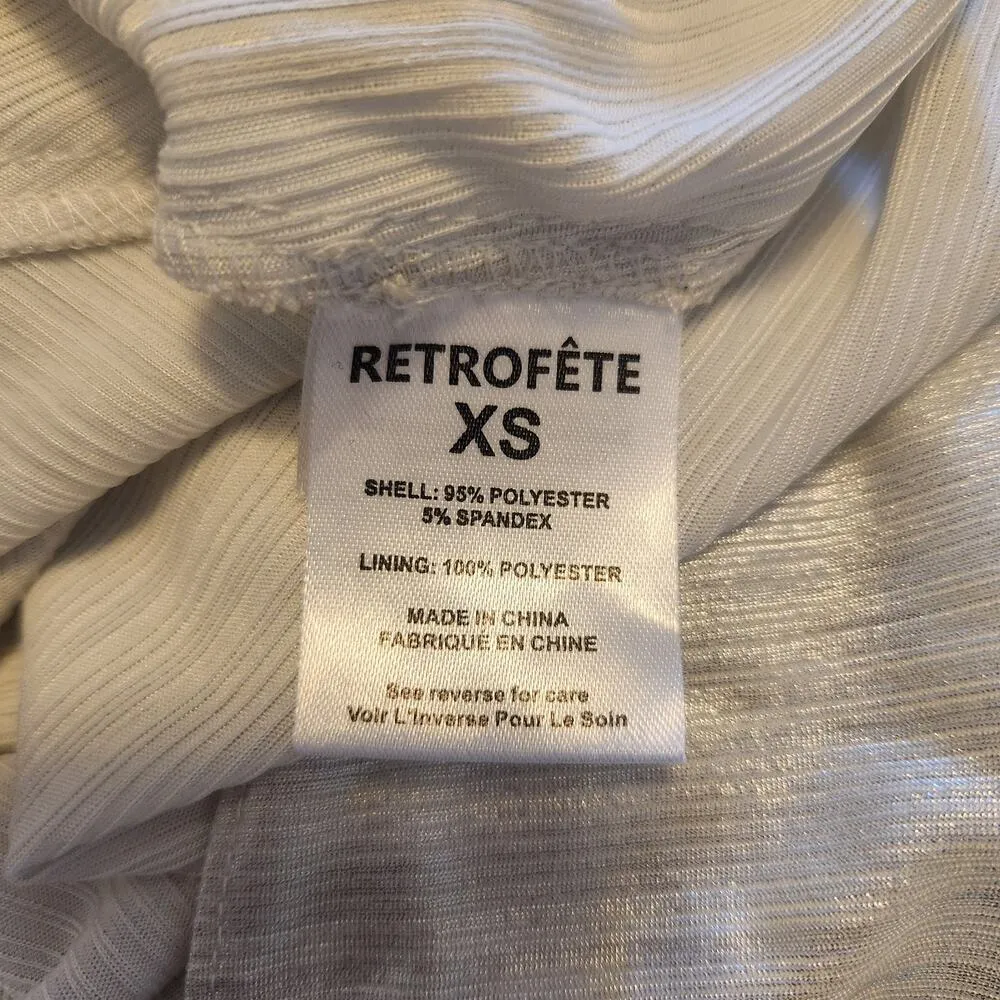 RETROFÊTE
XS
SHELL: 95% POLYESTER
5% SPANDEX
LINING: 100% POLYESTER
MADE IN CHINA
FABRIQUÉ EN CHINE
See reverse for care
Voir L'Inverse Pour Le Soin